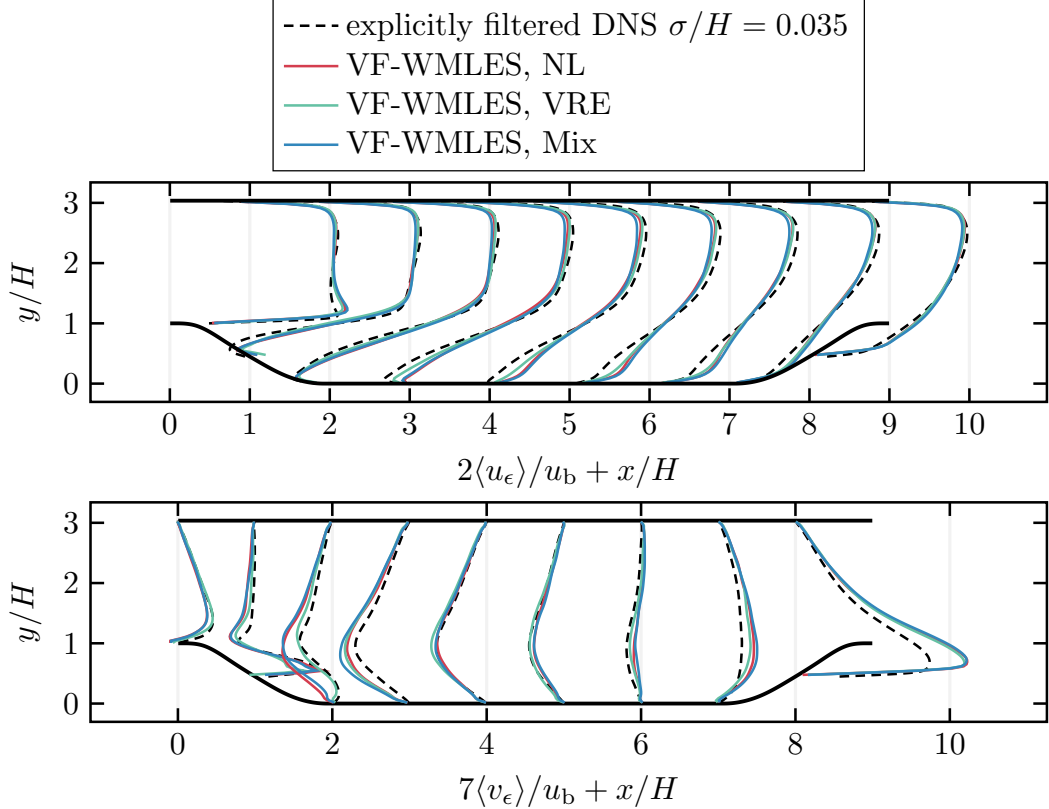 explicitly filtered DNS σ/H = 0.035
VF-WMLES, NL
VF-WMLES, VRE
VF-WMLES, Mix
3
2
1
0
y/H
0 1 2 3 4 5 6 7 8 9 10
2⟨u_ϵ⟩/u_b + x/H
3
2
1
0
y/H
0 2 4 6 8 10
7⟨v_ϵ⟩/u_b + x/H